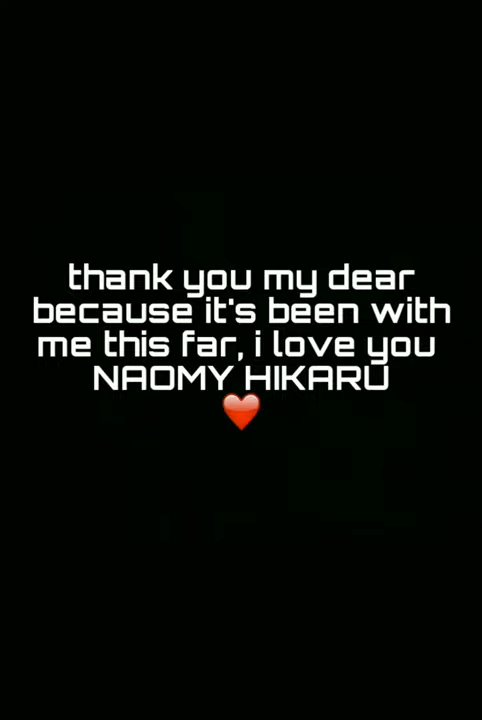 thank you my dear
because it's been with
me this far, i love you
NAOMY HIKARU
❤️